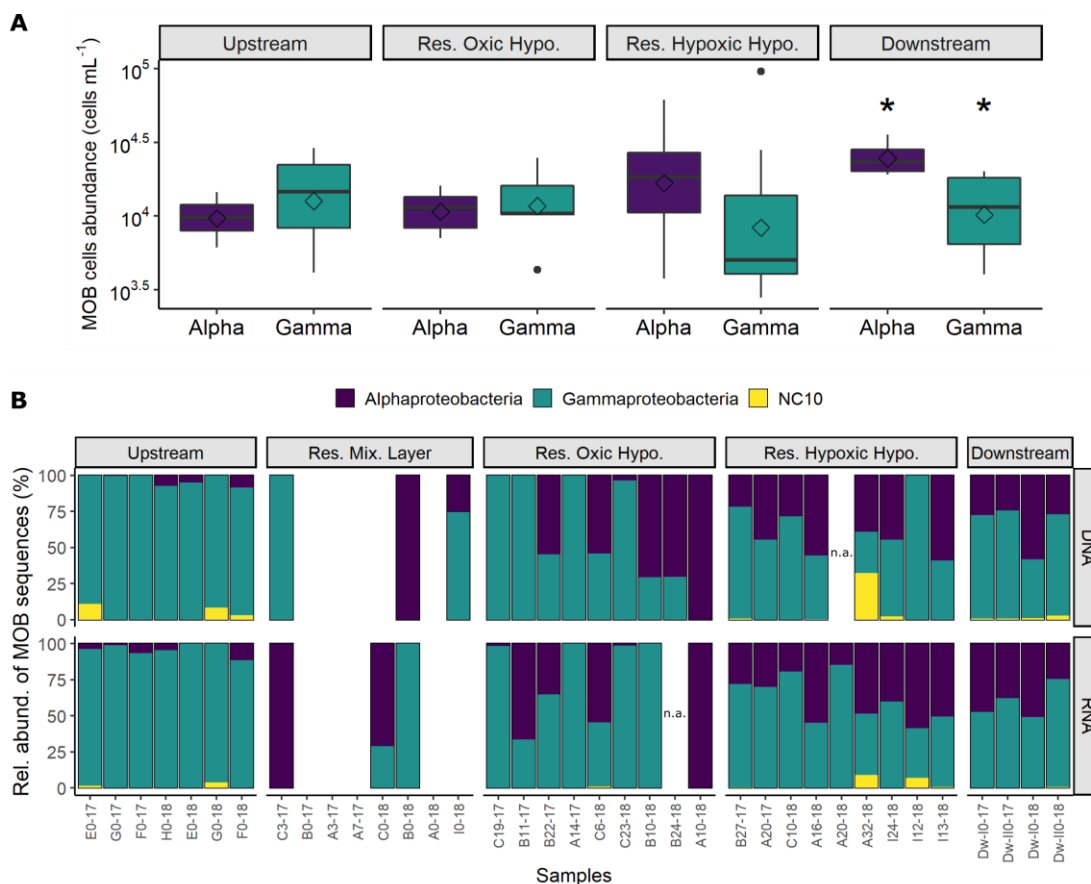 A
Upstream
Res. Oxic Hypo.
Res. Hypoxic Hypo.
Downstream
MOB cells abundance (cells mL⁻¹)
10⁵
10⁴·⁵
10⁴
10³·⁵
* *
Alpha Gamma
Alpha Gamma
Alpha Gamma
Alpha Gamma
B
Alphaproteobacteria Gammaproteobacteria NC10
Upstream
Res. Mix. Layer
Res. Oxic Hypo.
Res. Hypoxic Hypo.
Downstream
Rel. abund. of MOB sequences (%)
100
75
50
25
0
n.a.
DNA
100
75
50
25
0
n.a.
RNA
E0-17
G0-17
F0-17
H0-18
E0-18
G0-18
F0-18
C3-17
B0-17
A3-17
A7-17
C0-18
B0-18
A0-18
I0-18
C19-17
B11-17
B22-17
A14-17
C6-18
C23-18
B10-18
B24-18
A10-18
B27-17
A20-17
C10-18
A16-18
A20-18
A32-18
I24-18
I12-18
I13-18
Dw-I0-17
Dw-II0-17
Dw-I0-18
Dw-II0-18
Samples